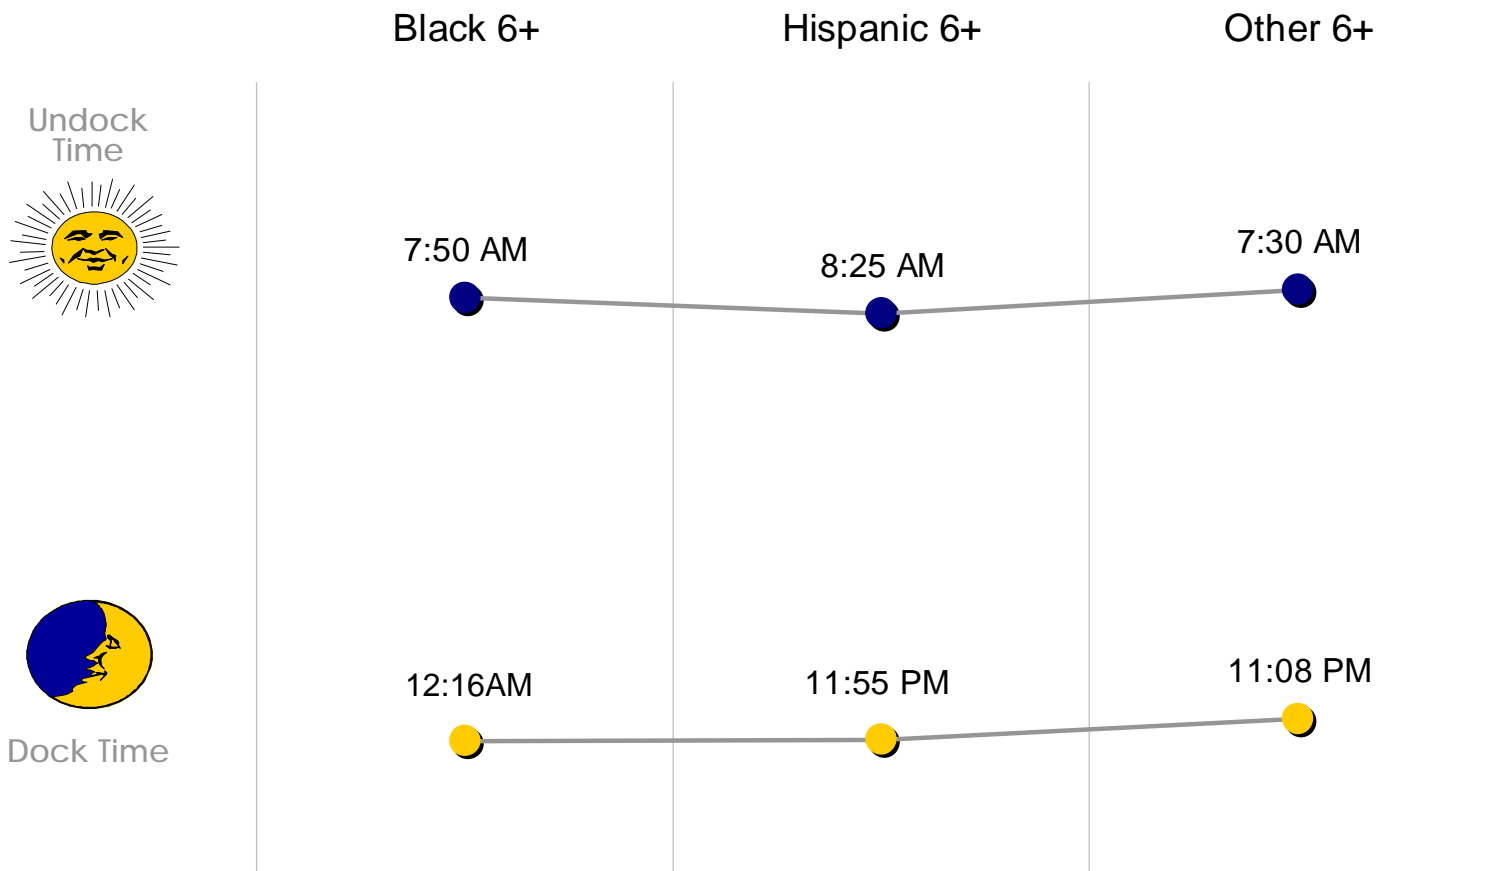 Black 6+
Hispanic 6+
Other 6+
Undock
Time
7:50 AM
8:25 AM
7:30 AM
12:16AM
11:55 PM
11:08 PM
Dock Time